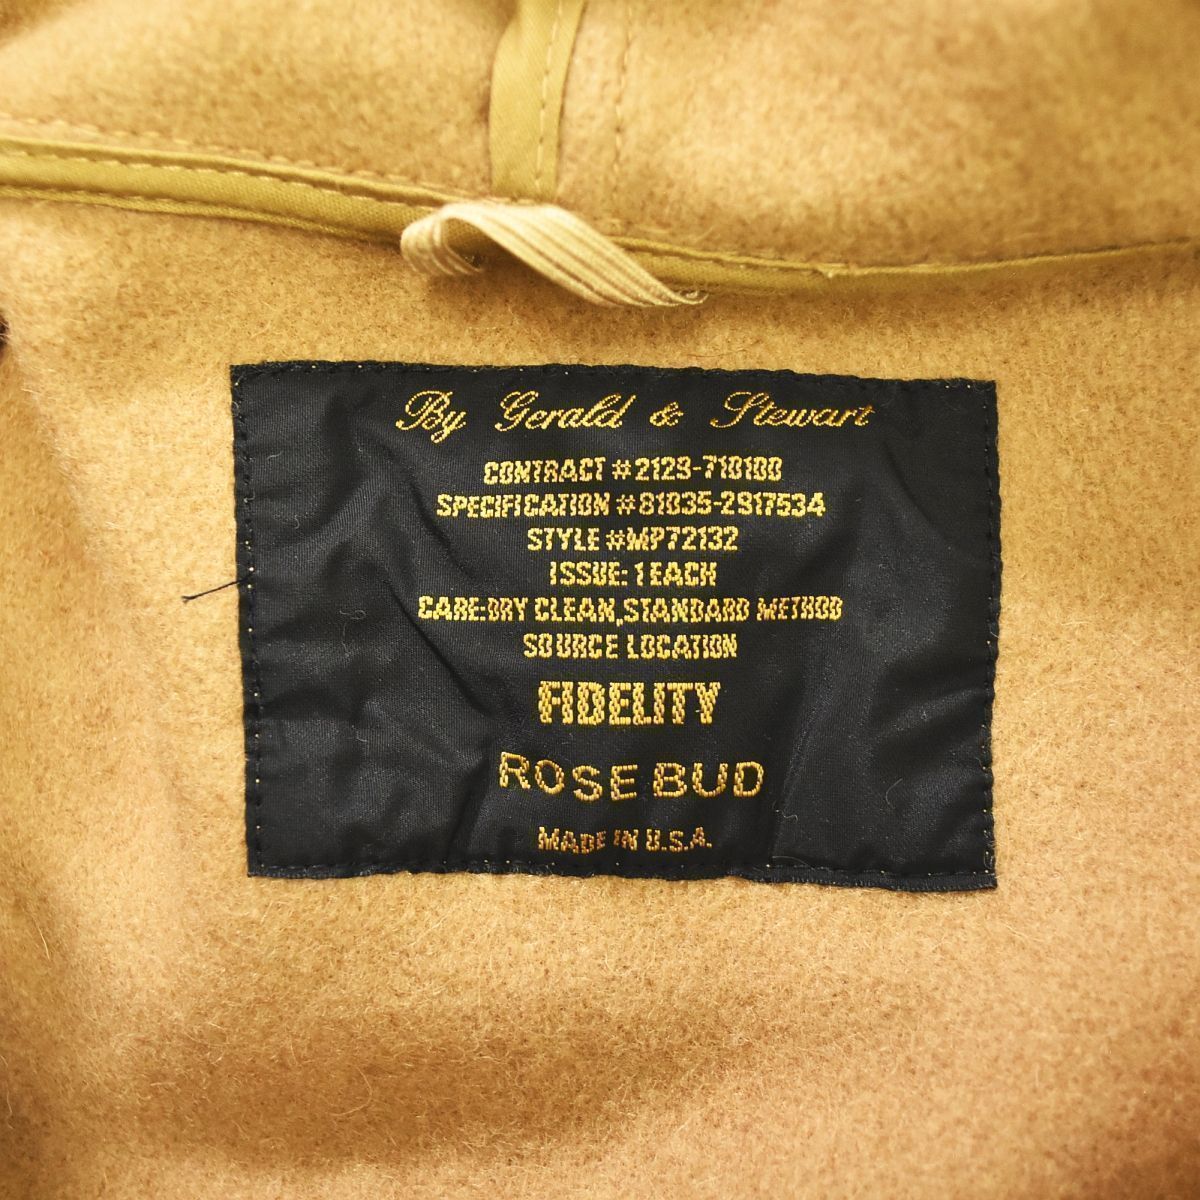 By Gerald & Stewart
CONTRACT #2129-710100
SPECIFICATION #81035-2917534
STYLE #MP72132
ISSUE: 1 EACH
CARE:DRY CLEAN,STANDARD METHOD
SOURCE LOCATION
FIDELITY
ROSE BUD
MADE IN U.S.A.